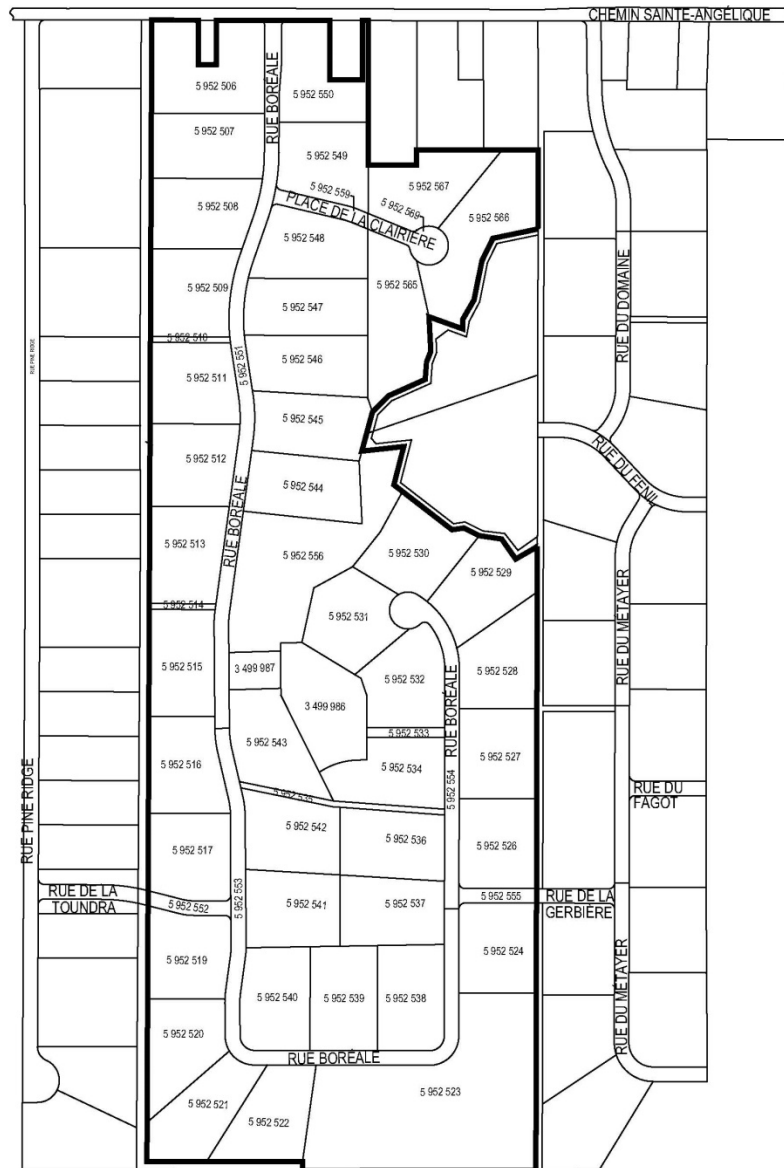 CHEMIN SAINTE-ANGÉLIQUE
5 952 506
5 952 550
RUE BORÉALE
5 952 507
5 952 549
5 952 559
5 952 567
5 952 569
5 952 566
PLACE DE LA CLAIRIÈRE
5 952 508
5 952 548
5 952 565
5 952 509
5 952 547
RUE DU DOMAINE
5 952 510
5 952 551
RUE PINE RIDGE
5 952 546
5 952 511
5 952 545
5 952 512
RUE DU FENIL
5 952 544
RUE BORÉALE
5 952 513
5 952 556
5 952 530
5 952 529
5 952 514
5 952 531
RUE DU MÉTAYER
5 952 515
3 499 987
5 952 532
5 952 528
RUE BORÉALE
3 499 986
5 952 533
5 952 543
5 952 527
5 952 516
5 952 534
5 952 554
5 952 535
RUE DU
FAGOT
RUE PINE RIDGE
5 952 542
5 952 536
5 952 526
5 952 517
RUE DE LA
TOUNDRA
5 952 552
5 952 553
5 952 541
5 952 537
5 952 555
RUE DE LA
GERBIÈRE
5 952 519
5 952 524
5 952 540
5 952 539
5 952 538
RUE DU MÉTAYER
5 952 520
RUE BORÉALE
5 952 523
5 952 521
5 952 522